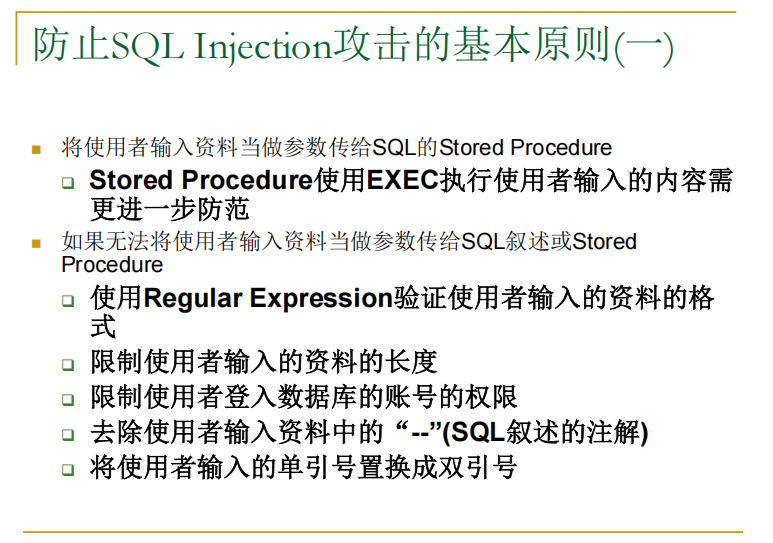 防止SQL Injection攻击的基本原则(一)
将使用者输入资料当做参数传给SQL的Stored Procedure
Stored Procedure使用EXEC执行使用者输入的内容需
更进一步防范
如果无法将使用者输入资料当做参数传给SQL叙述或Stored
Procedure
使用Regular Expression验证使用者输入的资料的格
式
限制使用者输入的资料的长度
限制使用者登入数据库的账号的权限
去除使用者输入资料中的“--”(SQL叙述的注解)
将使用者输入的单引号置换成双引号